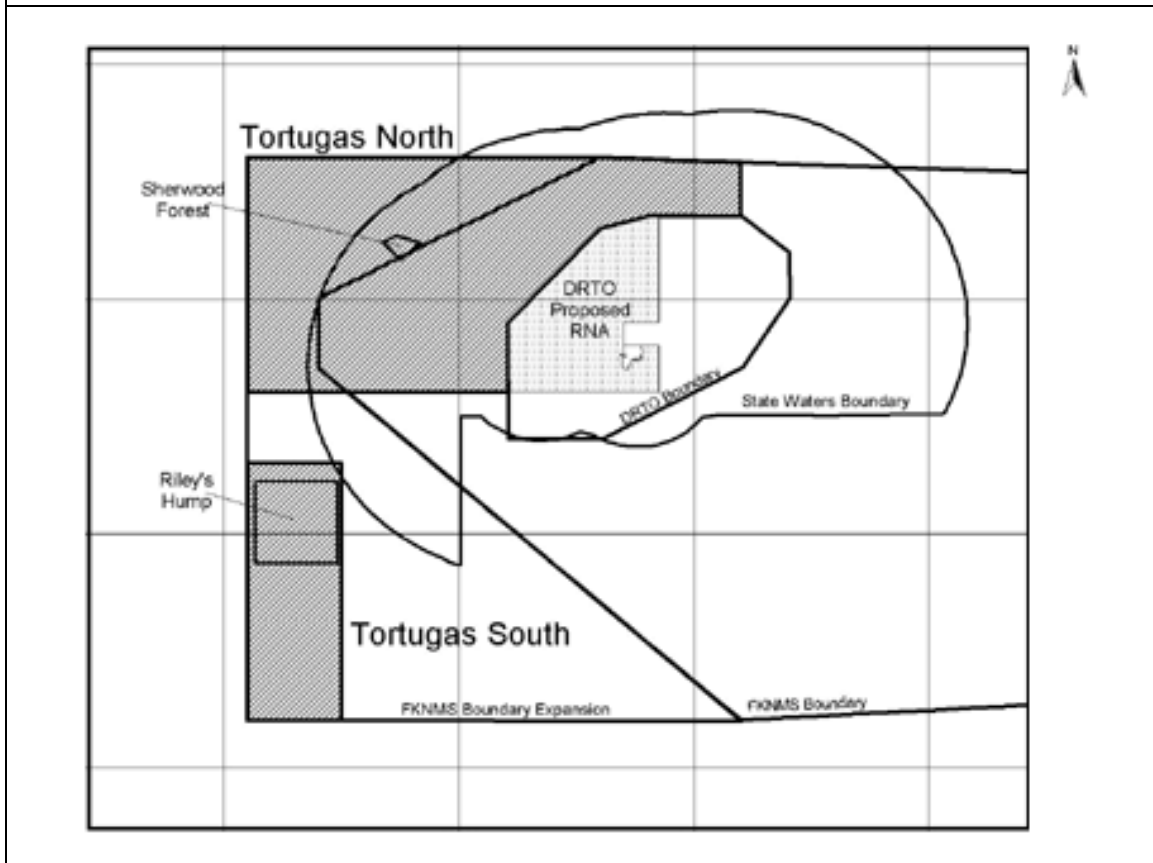 N
Tortugas North
Sherwood
Forest
DRTO
Proposed
RNA
DRTO Boundary
State Waters Boundary
Riley's
Hump
Tortugas South
FKNMS Boundary Expansion
FKNMS Boundary